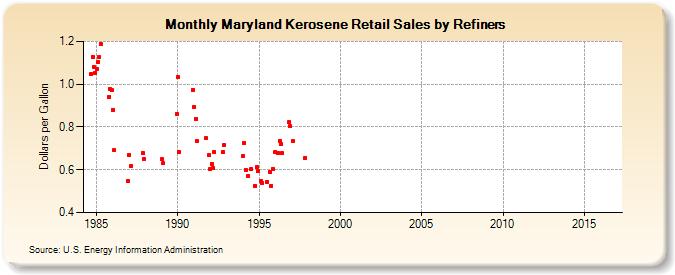 Monthly Maryland Kerosene Retail Sales by Refiners
Dollars per Gallon
1.2
1.0
0.8
0.6
0.4
1985 1990 1995 2000 2005 2010 2015
Source: U.S. Energy Information Administration